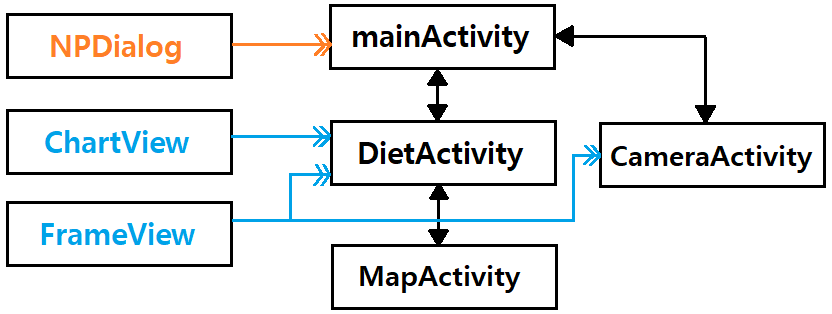 NPDialog
mainActivity
ChartView
DietActivity
CameraActivity
FrameView
MapActivity